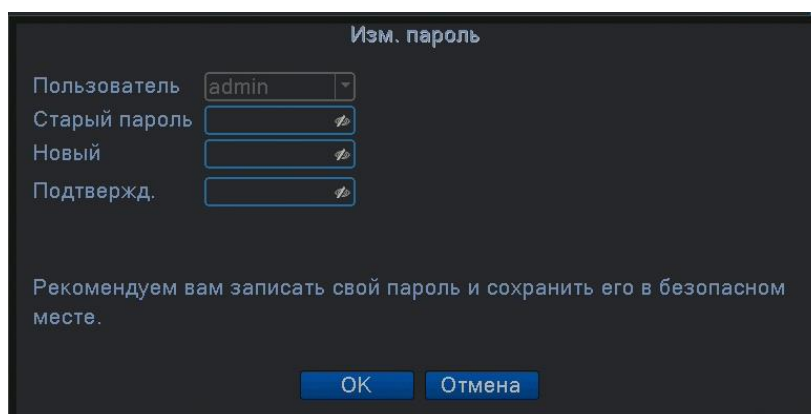 Изм. пароль
Пользователь admin
Старый пароль
Новый
Подтвержд.
Рекомендуем вам записать свой пароль и сохранить его в безопасном
месте.
OK Отмена